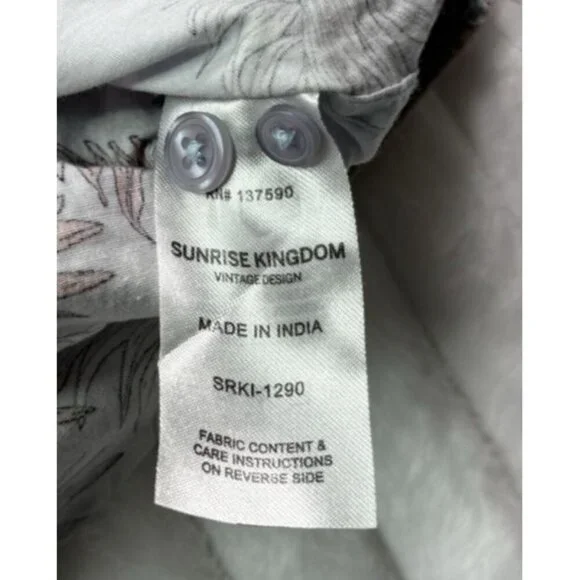 RN# 137590
SUNRISE KINGDOM
VINTAGE DESIGN
MADE IN INDIA
SRKI-1290
FABRIC CONTENT &
CARE INSTRUCTIONS
ON REVERSE SIDE